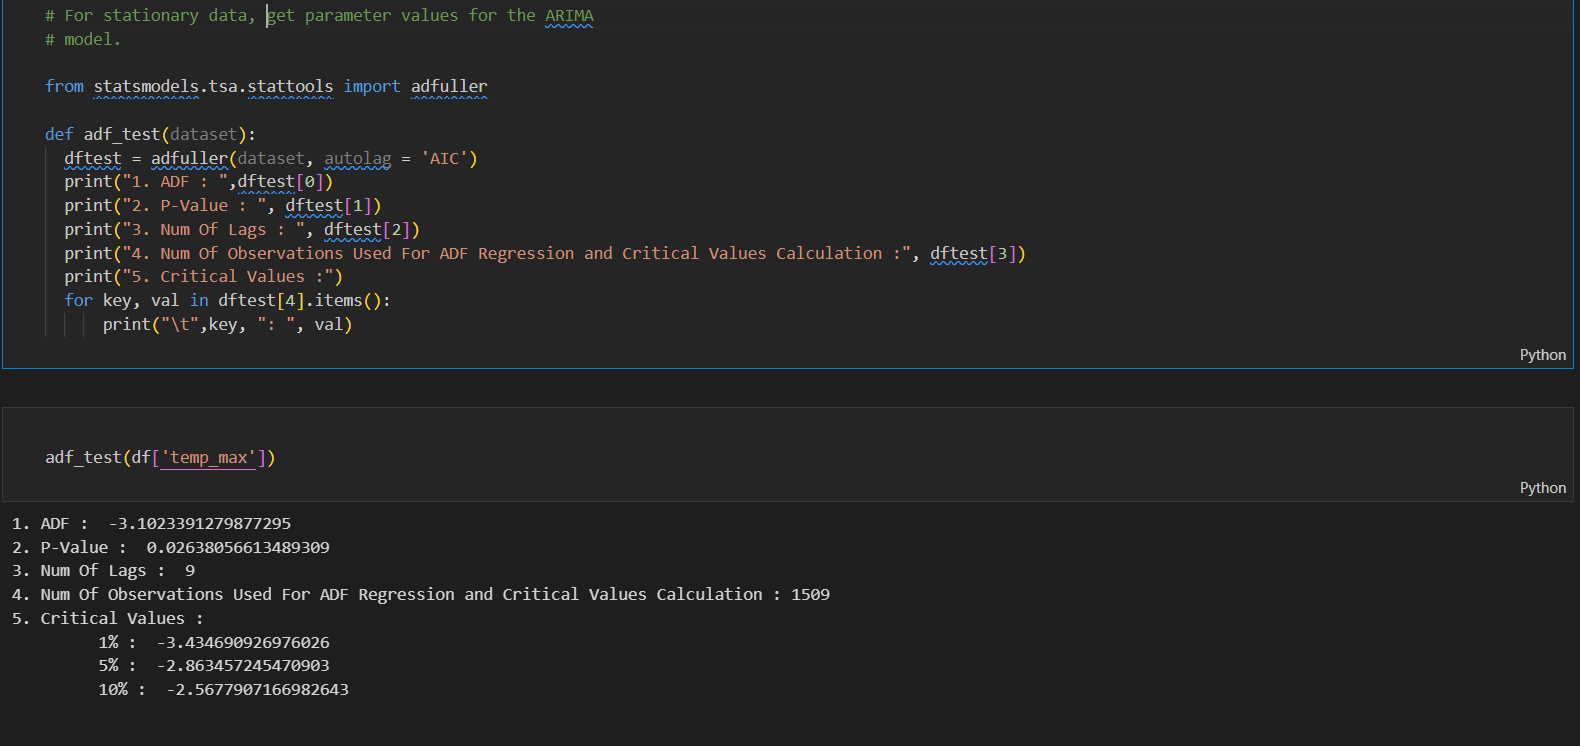 # For stationary data, get parameter values for the ARIMA
# model.
from statsmodels.tsa.stattools import adfuller
def adf_test(dataset):
dftest = adfuller(dataset, autolag = 'AIC')
print("1. ADF : ",dftest[0])
print("2. P-Value : ", dftest[1])
print("3. Num Of Lags : ", dftest[2])
print("4. Num Of Observations Used For ADF Regression and Critical Values Calculation :", dftest[3])
print("5. Critical Values :")
for key, val in dftest[4].items():
print("\t",key, ": ", val)
Python
adf_test(df['temp_max'])
Python
1. ADF :  -3.1023391279877295
2. P-Value :  0.02638056613489309
3. Num Of Lags :  9
4. Num Of Observations Used For ADF Regression and Critical Values Calculation : 1509
5. Critical Values :
1% :  -3.434690926976026
5% :  -2.863457245470903
10% :  -2.5677907166982643